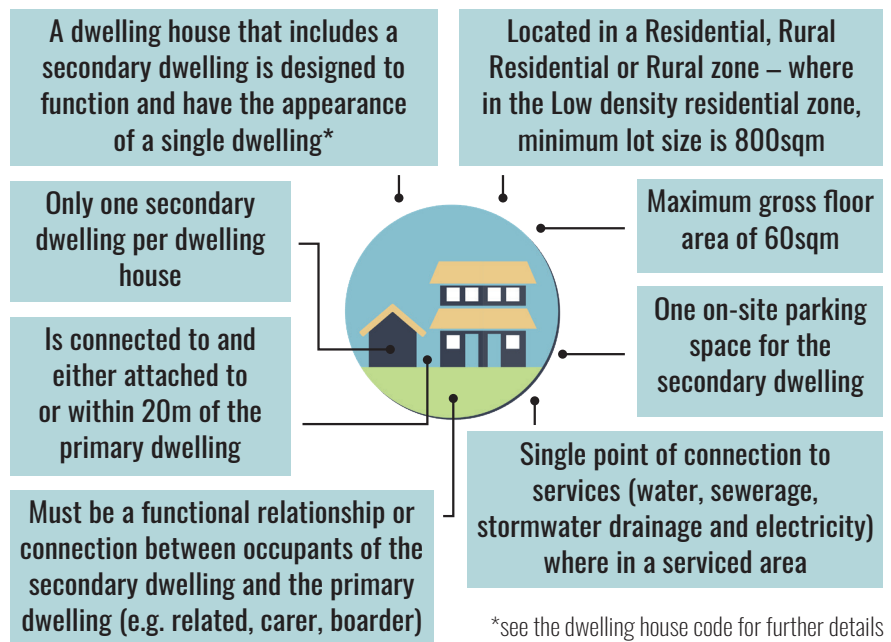 A dwelling house that includes a
secondary dwelling is designed to
function and have the appearance
of a single dwelling*
Located in a Residential, Rural
Residential or Rural zone – where
in the Low density residential zone,
minimum lot size is 800sqm
Only one secondary
dwelling per dwelling
house
Maximum gross floor
area of 60sqm
Is connected to and
either attached to
or within 20m of the
primary dwelling
One on-site parking
space for the
secondary dwelling
Must be a functional relationship or
connection between occupants of the
secondary dwelling and the primary
dwelling (e.g. related, carer, boarder)
Single point of connection to
services (water, sewerage,
stormwater drainage and electricity)
where in a serviced area
*see the dwelling house code for further details